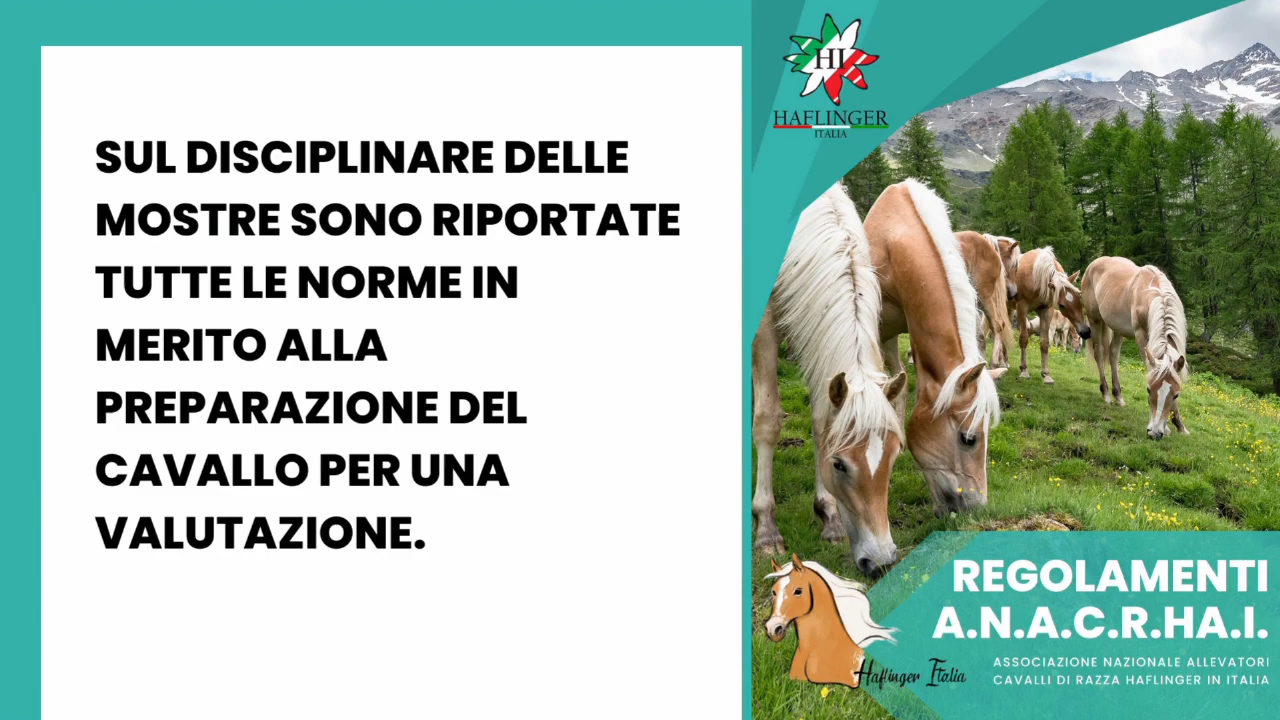 SUL DISCIPLINARE DELLE
MOSTRE SONO RIPORTATE
TUTTE LE NORME IN
MERITO ALLA
PREPARAZIONE DEL
CAVALLO PER UNA
VALUTAZIONE.
HI
HAFLINGER
ITALIA
REGOLAMENTI
A.N.A.C.R.HA.I.
ASSOCIAZIONE NAZIONALE ALLEVATORI
CAVALLI DI RAZZA HAFLINGER IN ITALIA
Haflinger Italia